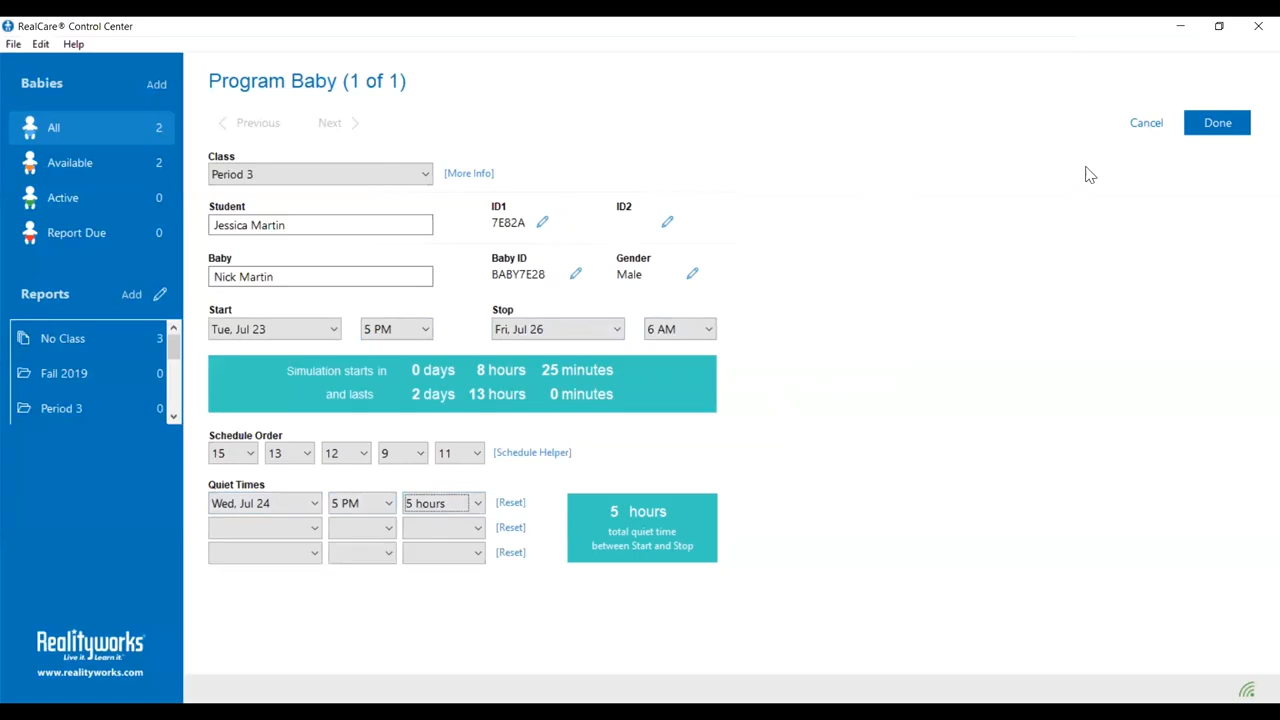 RealCare® Control Center
File Edit Help
Babies Add
All 2
Available 2
Active 0
Report Due 0
Reports Add
No Class 3
Fall 2019 0
Period 3 0
Realityworks
Live it. Learn it.™
www.realityworks.com
Program Baby (1 of 1)
Previous Next Cancel Done
Class
Period 3 [More Info]
Student ID1 ID2
Jessica Martin 7E82A
Baby Baby ID Gender
Nick Martin BABY7E28 Male
Start Stop
Tue, Jul 23 5 PM Fri, Jul 26 6 AM
Simulation starts in 0 days 8 hours 25 minutes
and lasts 2 days 13 hours 0 minutes
Schedule Order
15 13 12 9 11 [Schedule Helper]
Quiet Times
Wed, Jul 24 5 PM 5 hours [Reset]
[Reset]
[Reset]
5 hours
total quiet time
between Start and Stop